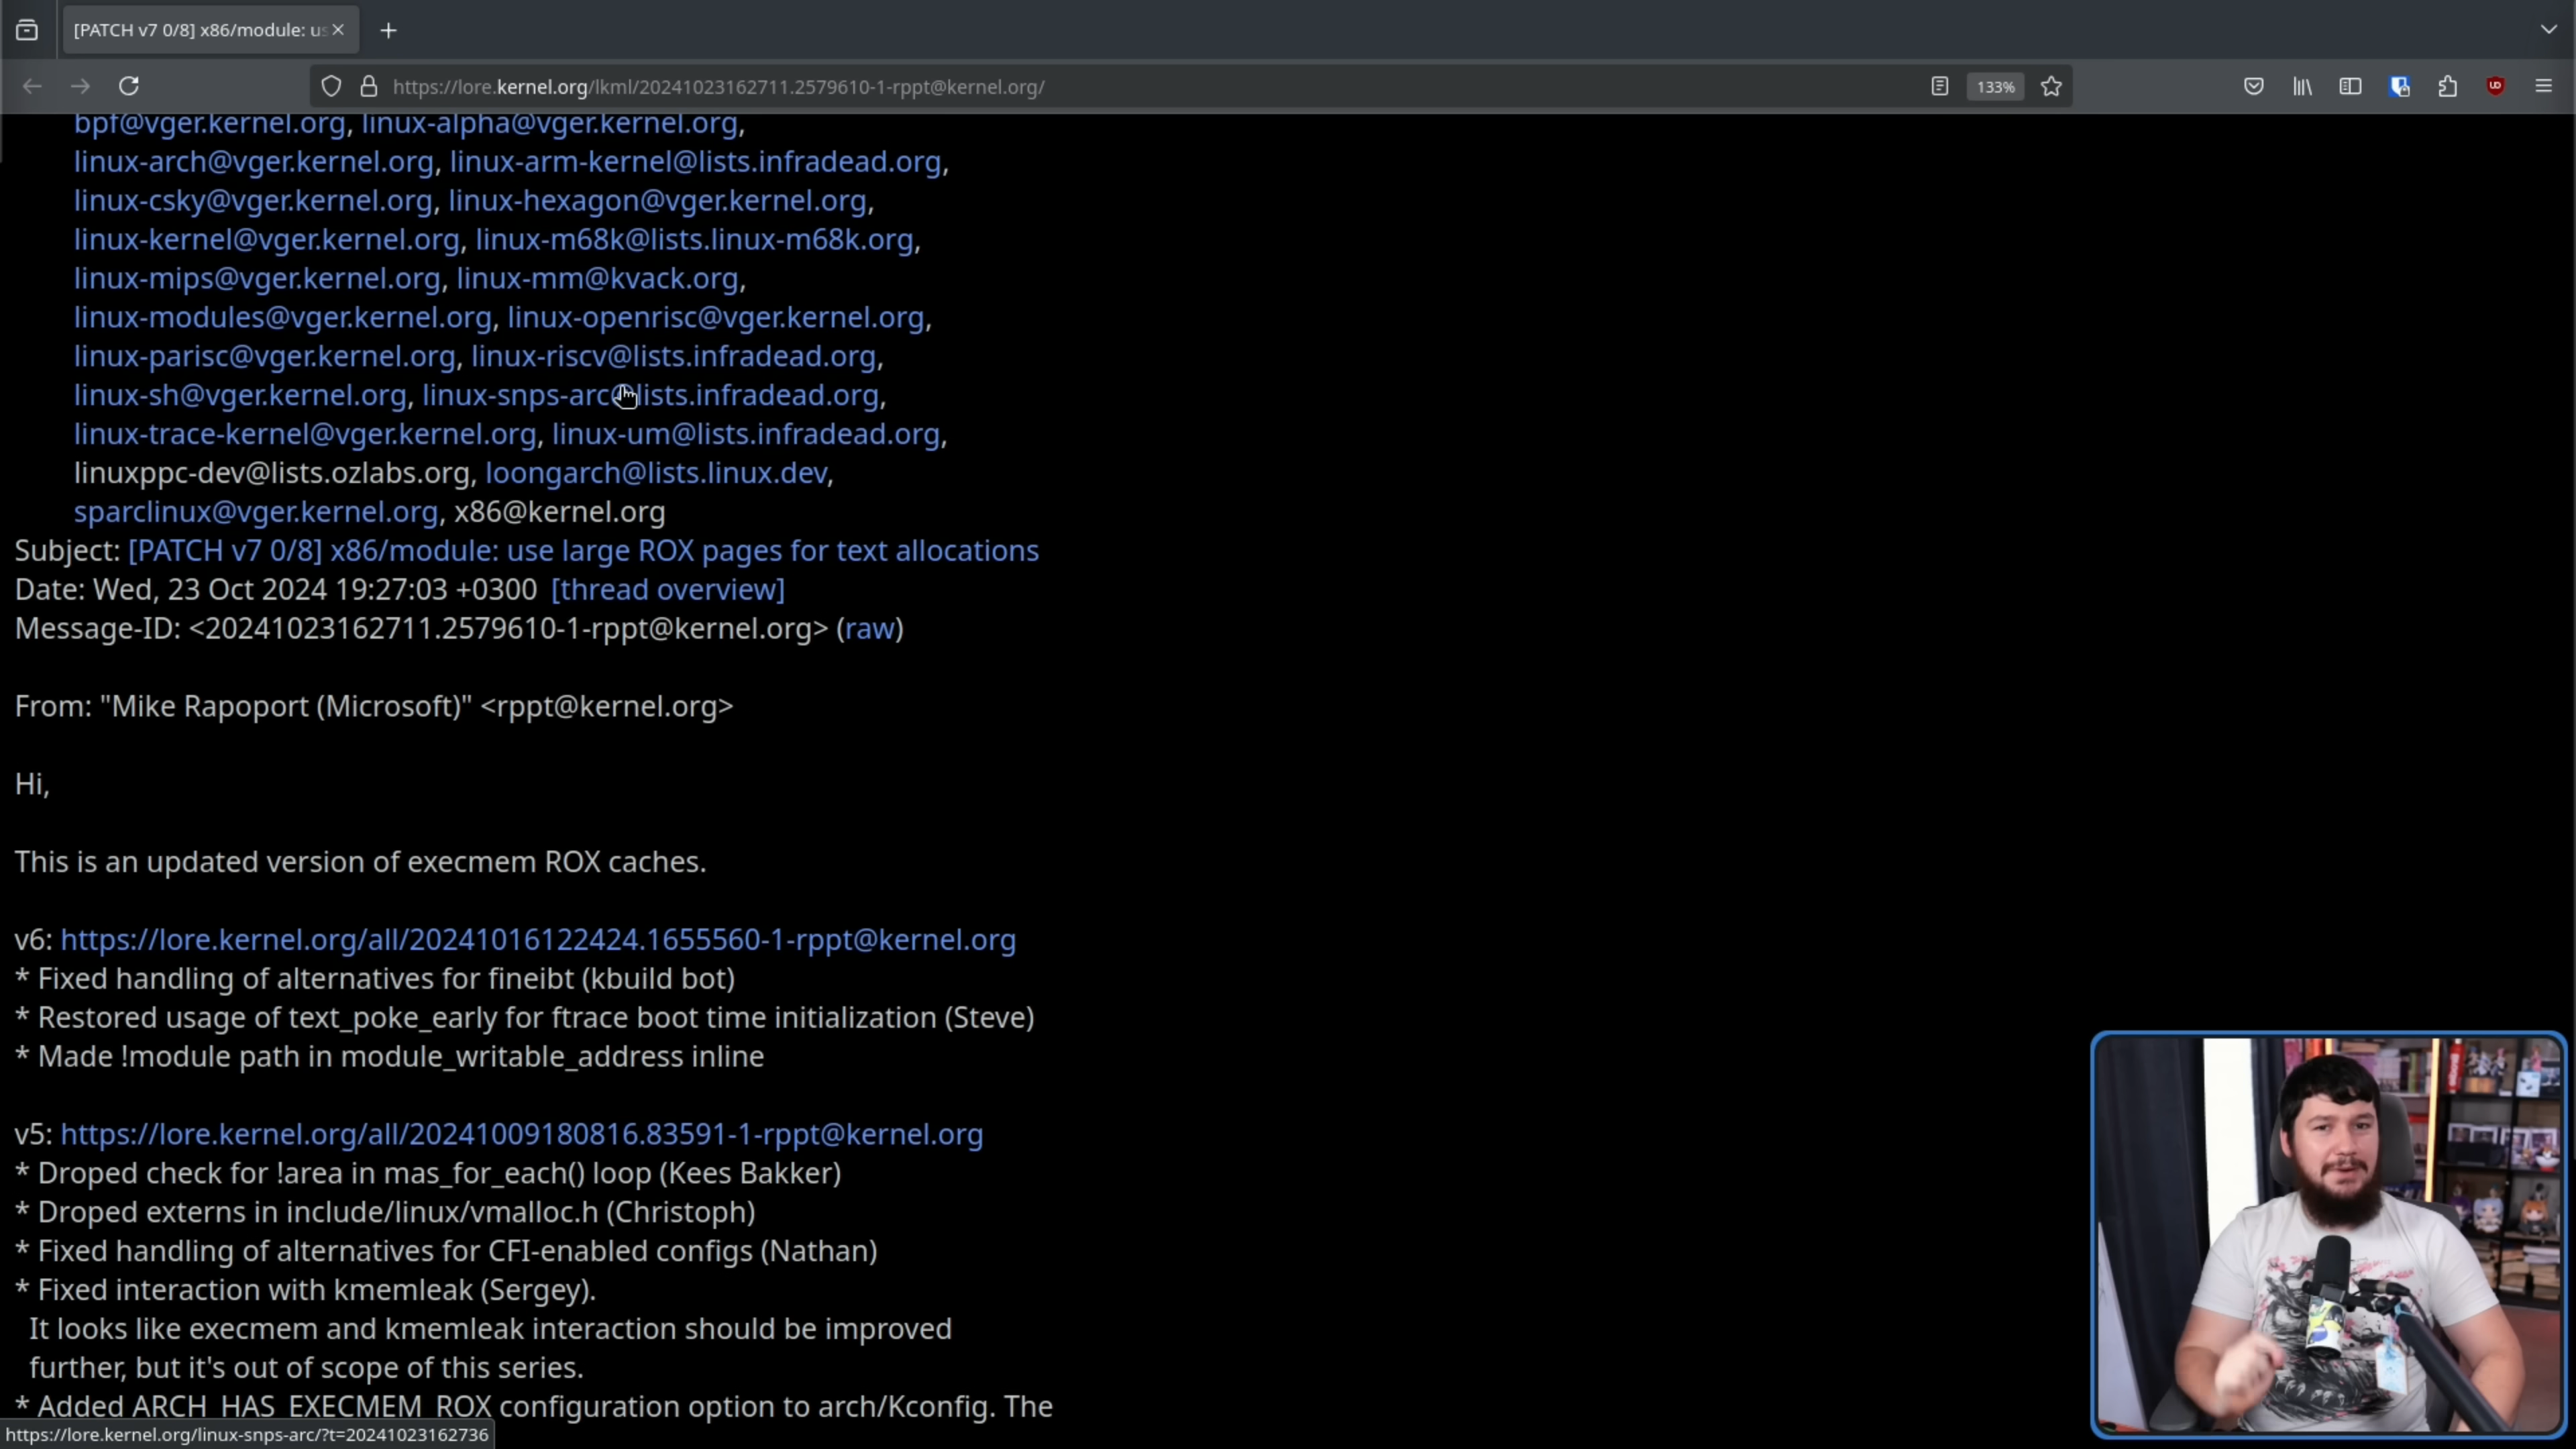 [PATCH v7 0/8] x86/module: us
https://lore.kernel.org/lkml/20241023162711.2579610-1-rppt@kernel.org/
133%
bpf@vger.kernel.org, linux-alpha@vger.kernel.org,
linux-arch@vger.kernel.org, linux-arm-kernel@lists.infradead.org,
linux-csky@vger.kernel.org, linux-hexagon@vger.kernel.org,
linux-kernel@vger.kernel.org, linux-m68k@lists.linux-m68k.org,
linux-mips@vger.kernel.org, linux-mm@kvack.org,
linux-modules@vger.kernel.org, linux-openrisc@vger.kernel.org,
linux-parisc@vger.kernel.org, linux-riscv@lists.infradead.org,
linux-sh@vger.kernel.org, linux-snps-arc@lists.infradead.org,
linux-trace-kernel@vger.kernel.org, linux-um@lists.infradead.org,
linuxppc-dev@lists.ozlabs.org, loongarch@lists.linux.dev,
sparclinux@vger.kernel.org, x86@kernel.org
Subject: [PATCH v7 0/8] x86/module: use large ROX pages for text allocations
Date: Wed, 23 Oct 2024 19:27:03 +0300 [thread overview]
Message-ID: <20241023162711.2579610-1-rppt@kernel.org> (raw)
From: "Mike Rapoport (Microsoft)" <rppt@kernel.org>
Hi,
This is an updated version of execmem ROX caches.
v6: https://lore.kernel.org/all/20241016122424.1655560-1-rppt@kernel.org
* Fixed handling of alternatives for fineibt (kbuild bot)
* Restored usage of text_poke_early for ftrace boot time initialization (Steve)
* Made !module path in module_writable_address inline
v5: https://lore.kernel.org/all/20241009180816.83591-1-rppt@kernel.org
* Droped check for !area in mas_for_each() loop (Kees Bakker)
* Droped externs in include/linux/vmalloc.h (Christoph)
* Fixed handling of alternatives for CFI-enabled configs (Nathan)
* Fixed interaction with kmemleak (Sergey).
It looks like execmem and kmemleak interaction should be improved
further, but it's out of scope of this series.
* Added ARCH_HAS_EXECMEM_ROX configuration option to arch/Kconfig. The
https://lore.kernel.org/linux-snps-arc/?t=20241023162736